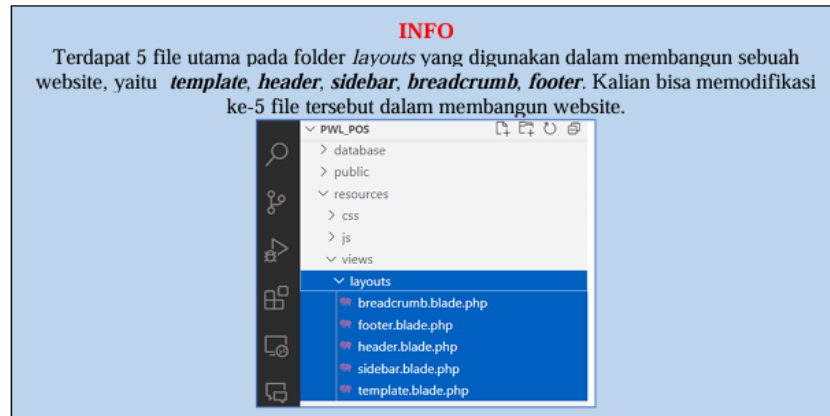 INFO
Terdapat 5 file utama pada folder layouts yang digunakan dalam membangun sebuah
website, yaitu template, header, sidebar, breadcrumb, footer. Kalian bisa memodifikasi
ke-5 file tersebut dalam membangun website.
PWL_POS
database
public
resources
css
js
views
layouts
breadcrumb.blade.php
footer.blade.php
header.blade.php
sidebar.blade.php
template.blade.php